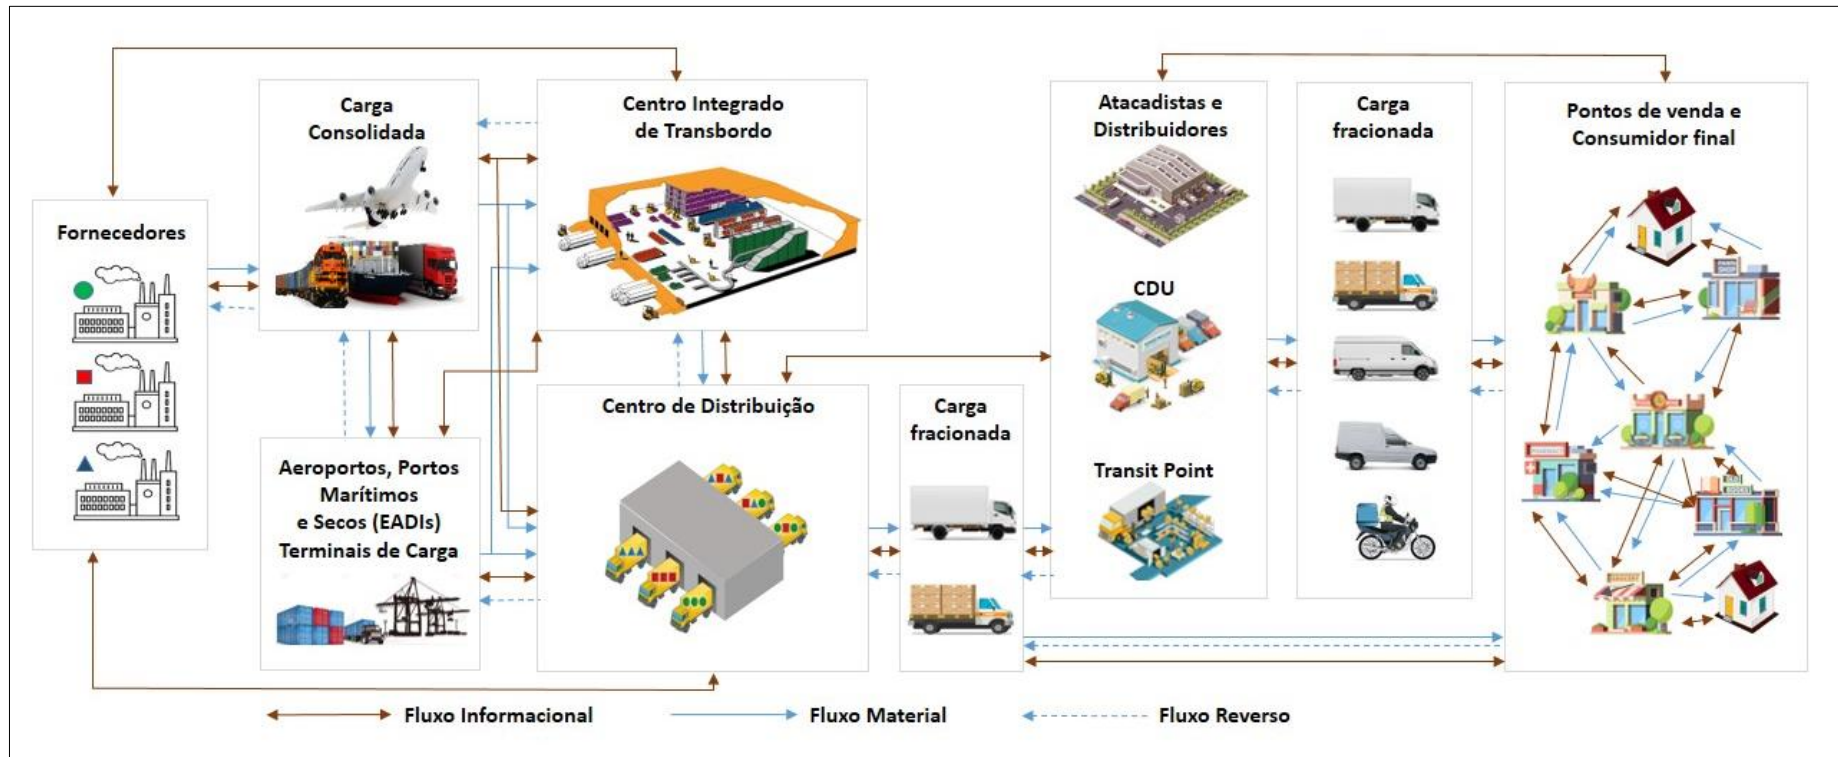 Fornecedores
Carga
Consolidada
Centro Integrado
de Transbordo
Aeroportos, Portos
Marítimos
e Secos (EADIs)
Terminais de Carga
Centro de Distribuição
Carga
fracionada
Atacadistas e
Distribuidores
CDU
Transit Point
Carga
fracionada
Pontos de venda e
Consumidor final
Fluxo Informacional
Fluxo Material
Fluxo Reverso